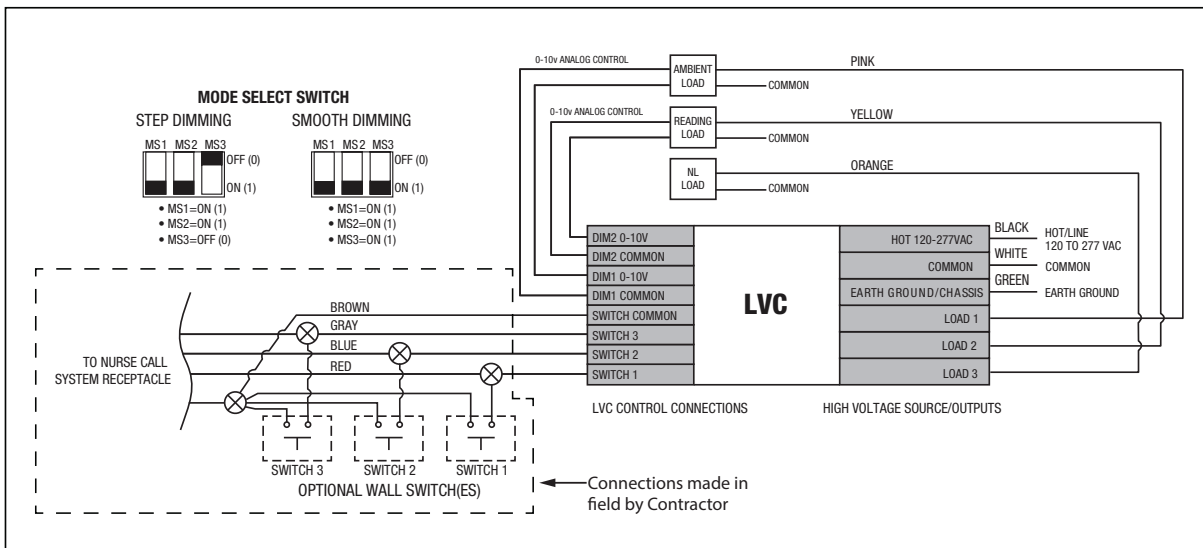 MODE SELECT SWITCH
STEP DIMMING
MS1 MS2 MS3
OFF (0)
ON (1)
• MS1=ON (1)
• MS2=ON (1)
• MS3=OFF (0)
SMOOTH DIMMING
MS1 MS2 MS3
OFF (0)
ON (1)
• MS1=ON (1)
• MS2=ON (1)
• MS3=ON (1)
0-10v ANALOG CONTROL
AMBIENT
LOAD
PINK
COMMON
0-10v ANALOG CONTROL
READING
LOAD
YELLOW
COMMON
NL
LOAD
ORANGE
COMMON
DIM2 0-10V
DIM2 COMMON
DIM1 0-10V
DIM1 COMMON
SWITCH COMMON
SWITCH 3
SWITCH 2
SWITCH 1
LVC
HOT 120-277VAC
COMMON
EARTH GROUND/CHASSIS
LOAD 1
LOAD 2
LOAD 3
BLACK
HOT/LINE
120 TO 277 VAC
WHITE
COMMON
GREEN
EARTH GROUND
LVC CONTROL CONNECTIONS
HIGH VOLTAGE SOURCE/OUTPUTS
BROWN
GRAY
BLUE
RED
TO NURSE CALL
SYSTEM RECEPTACLE
SWITCH 3
SWITCH 2
SWITCH 1
OPTIONAL WALL SWITCH(ES)
Connections made in
field by Contractor